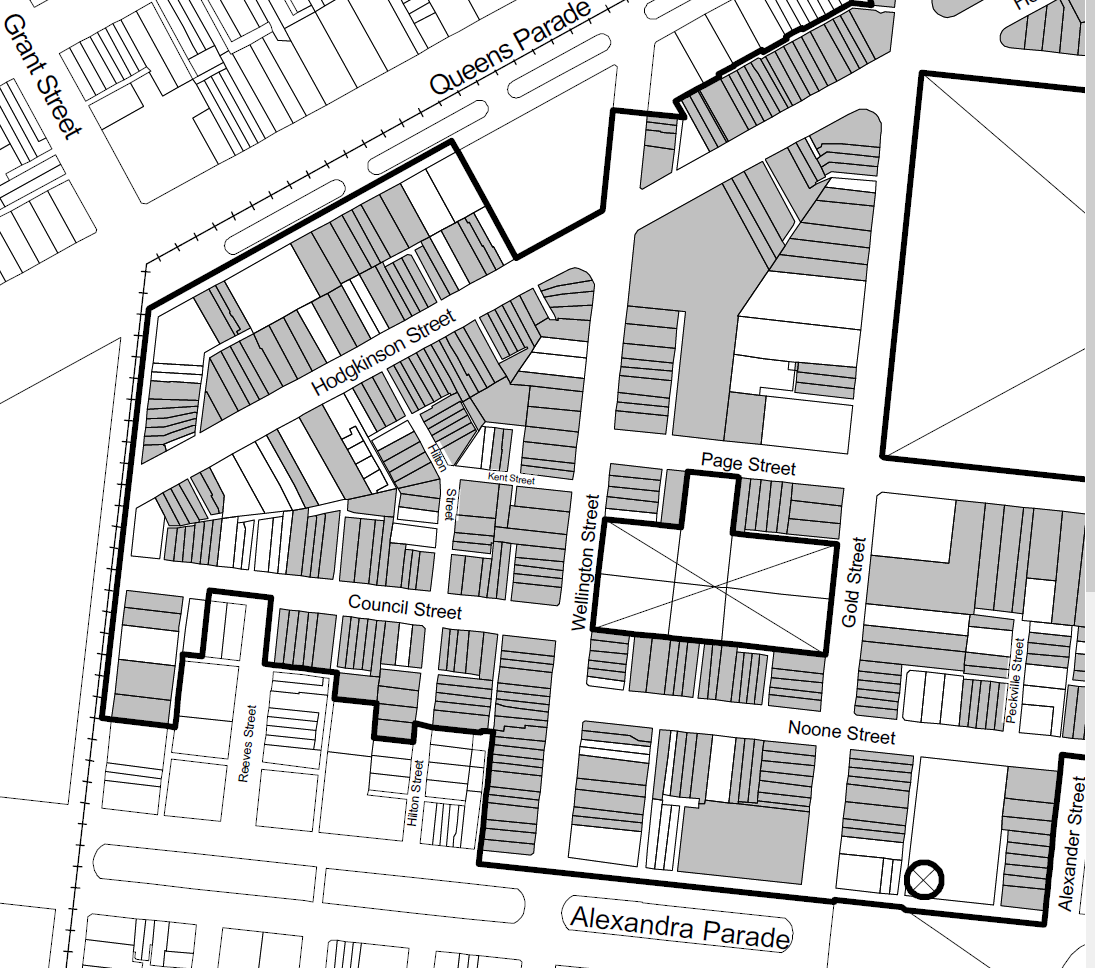 Grant Street
Queens Parade
Hodgkinson Street
Hilton
Street
Kent Street
Page Street
Wellington Street
Council Street
Gold Street
Peckville Street
Noone Street
Reeves Street
Hilton Street
Alexander Street
Alexandra Parade